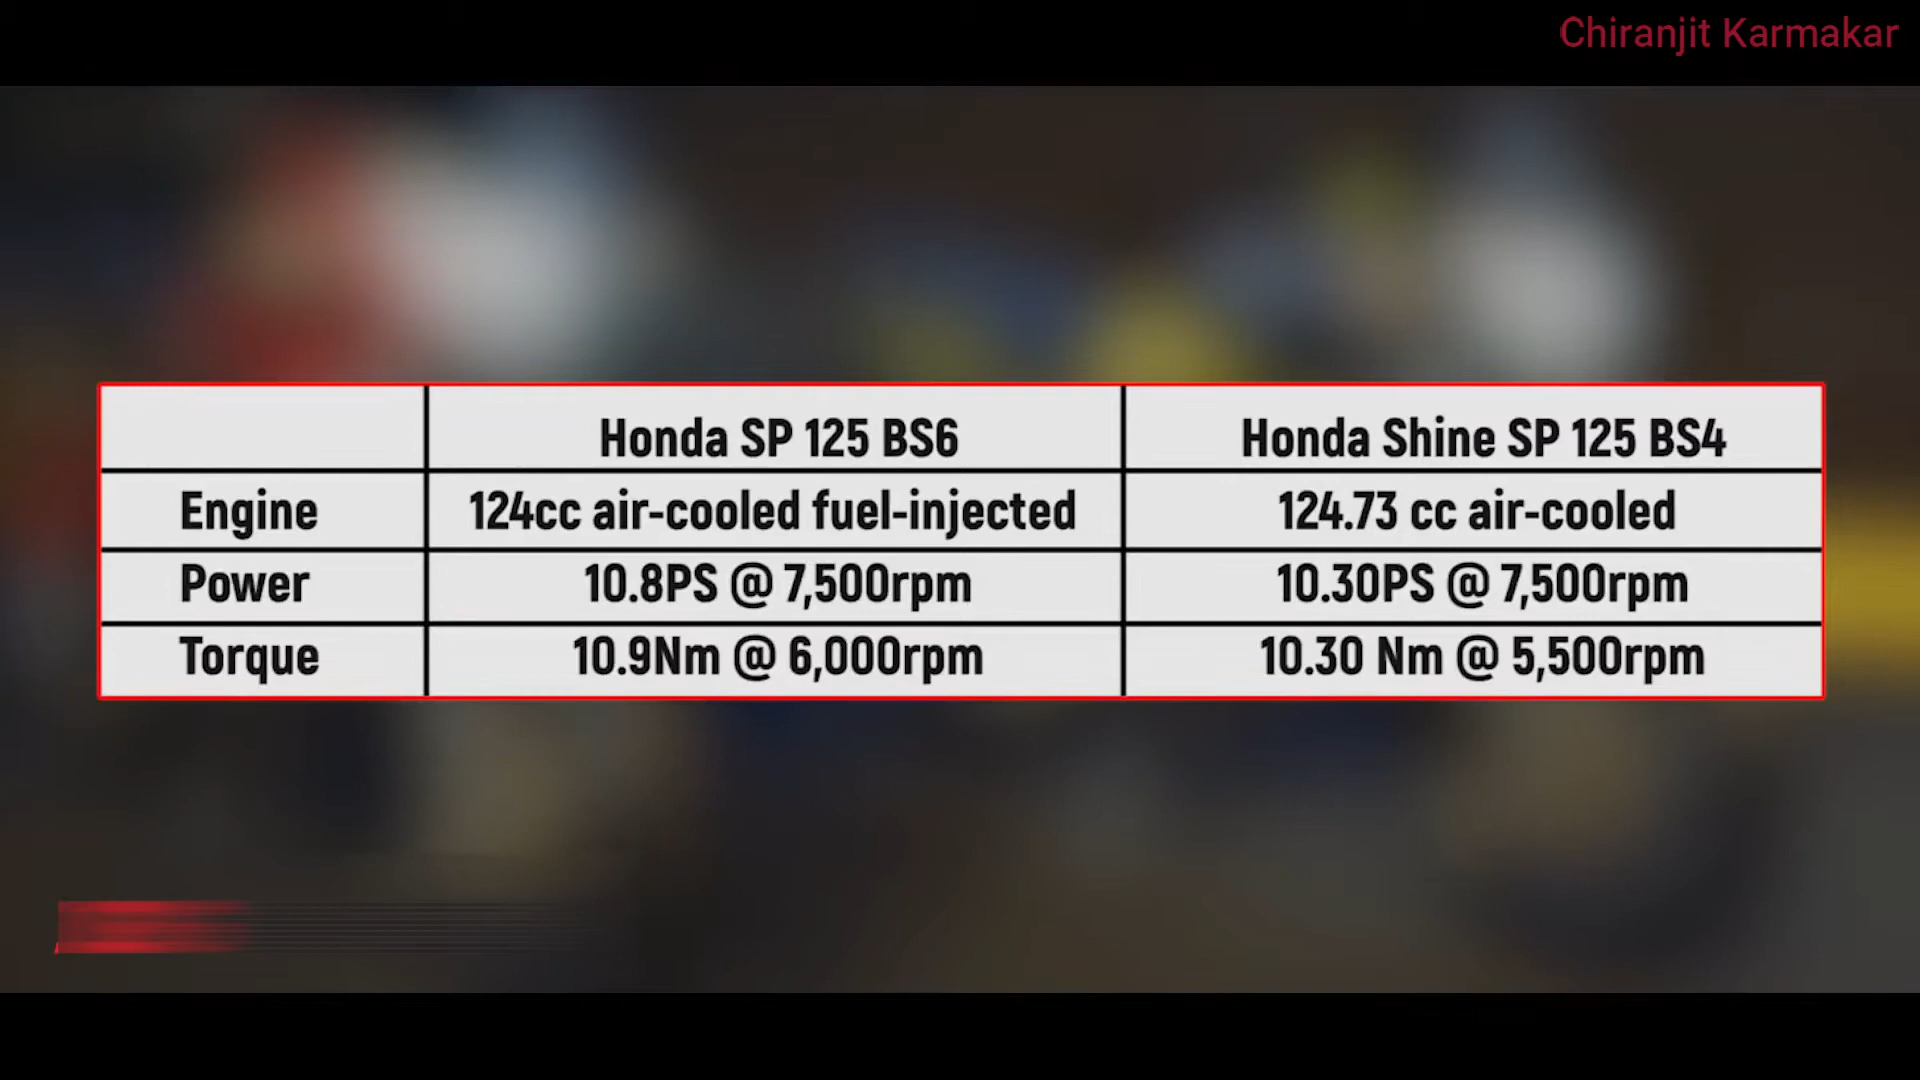 Chiranjit Karmakar
Honda SP 125 BS6 Honda Shine SP 125 BS4
Engine 124cc air-cooled fuel-injected 124.73 cc air-cooled
Power 10.8PS @ 7,500rpm 10.30PS @ 7,500rpm
Torque 10.9Nm @ 6,000rpm 10.30 Nm @ 5,500rpm